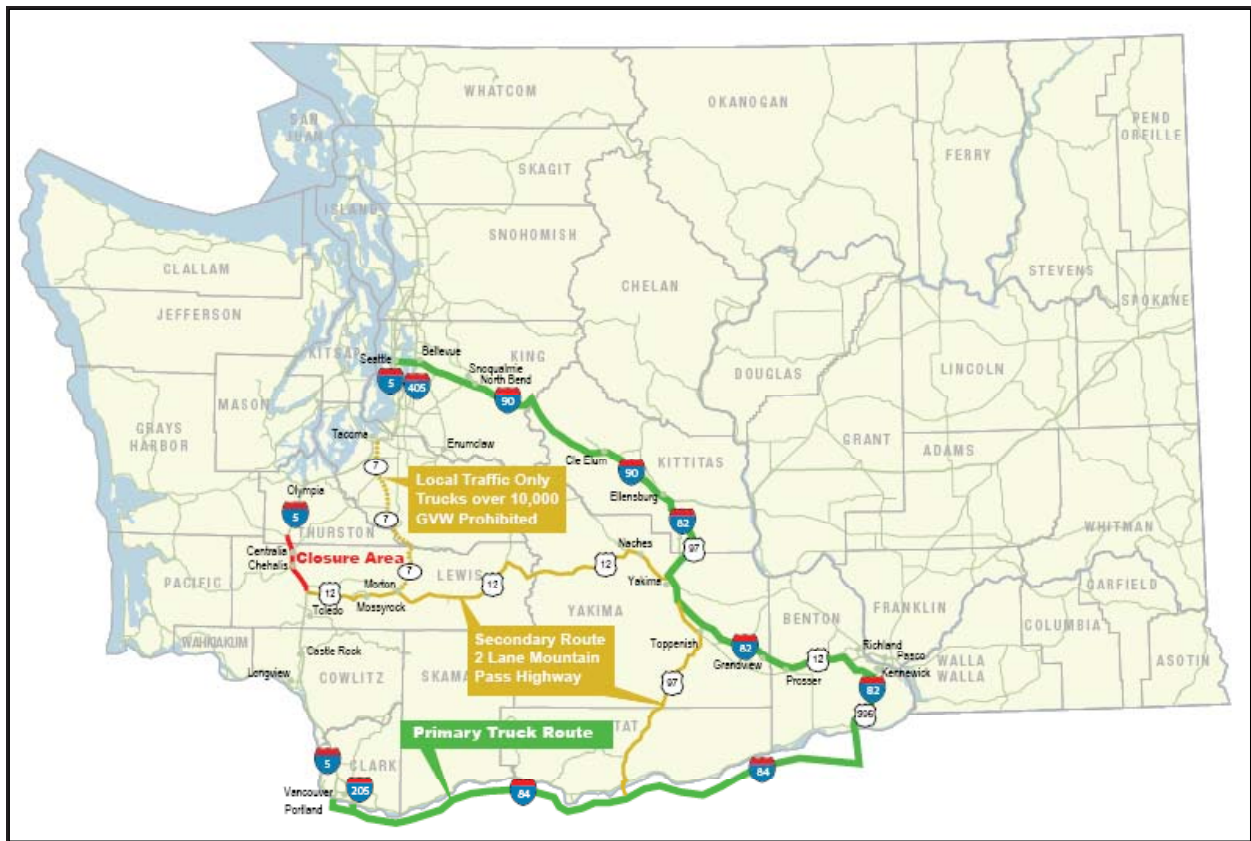 WHATCOM
OKANOGAN
SAN
JUAN
PEND
OREILLE
FERRY
SKAGIT
ISLAND
SNOHOMISH
CLALLAM
STEVENS
CHELAN
SPOKANE
JEFFERSON
KITSAP
Seattle
Bellevue
KING
Snoqualmie
North Bend
5
405
90
DOUGLAS
LINCOLN
MASON
GRAYS
HARBOR
Tacoma
Enumclaw
GRANT
ADAMS
7
Cle Elum
90
KITTITAS
Local Traffic Only
Trucks over 10,000
GVW Prohibited
Olympia
Ellensburg
5
7
82
THURSTON
WHITMAN
Centralia
Chehalis
Closure Area
Naches
97
PACIFIC
7
LEWIS
12
12
Morton
Yakima
GARFIELD
12
Toledo
Mossyrock
YAKIMA
BENTON
FRANKLIN
COLUMBIA
WAHKIAKUM
Secondary Route
2 Lane Mountain
Pass Highway
Toppenish
82
Richland
Pasco
Kennewick
WALLA
WALLA
ASOTIN
Castle Rock
Grandview
12
Prosser
Longview
COWLITZ
SKAMA
97
82
395
Primary Truck Route
TAT
5
CLARK
84
Vancouver
205
84
Portland